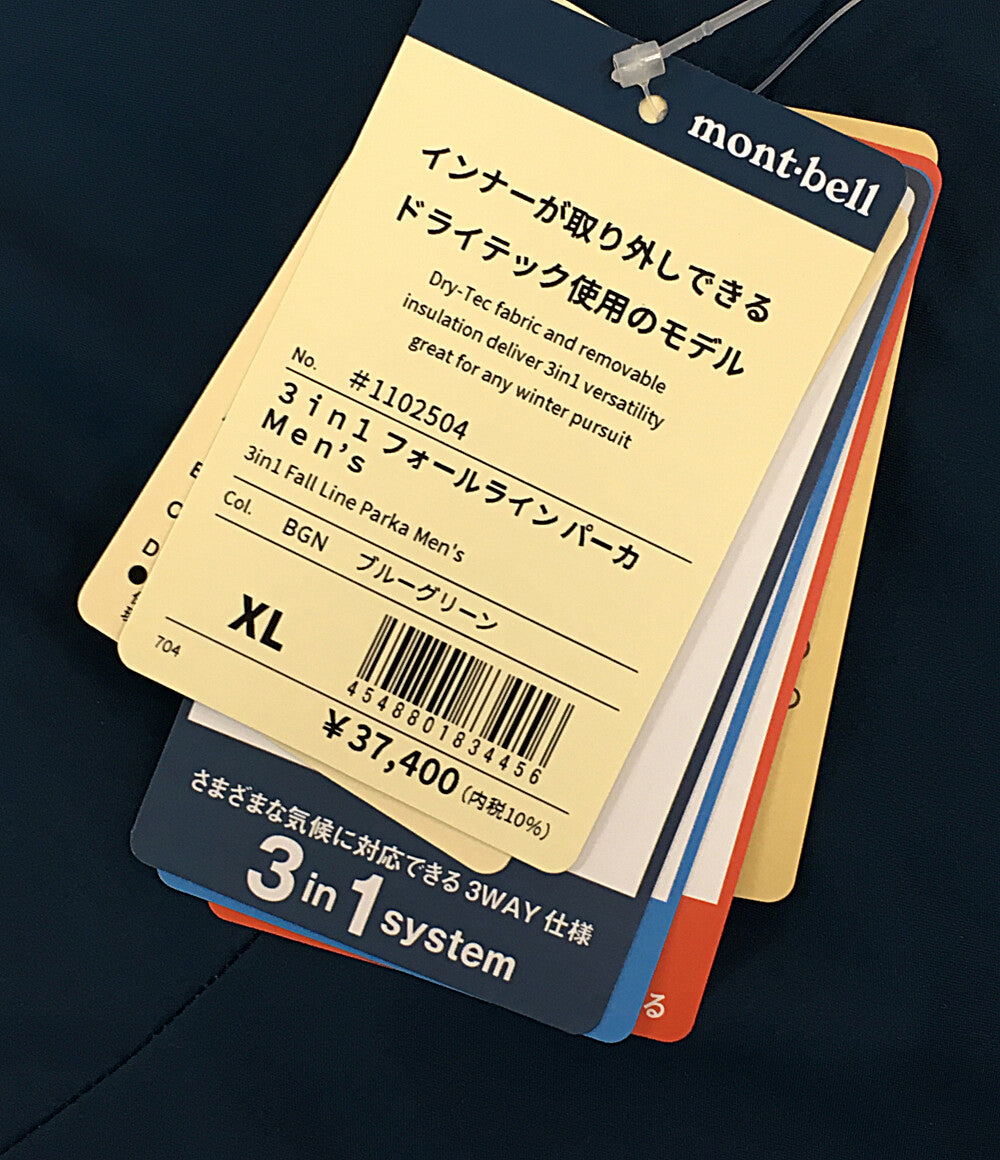 mont·bell
インナーが取り外しできる
ドライテック使用のモデル
Dry-Tec fabric and removable
insulation deliver 3in1 versatility
great for any winter pursuit
No. #1102504
3in1 フォールライン パーカ
Men's
3in1 Fall Line Parka Men's
Col. BGN ブルーグリーン
XL
704
4548801834456
¥37,400(内税10%)
さまざまな気候に対応できる 3WAY 仕様
3 in 1 system
る
C
D